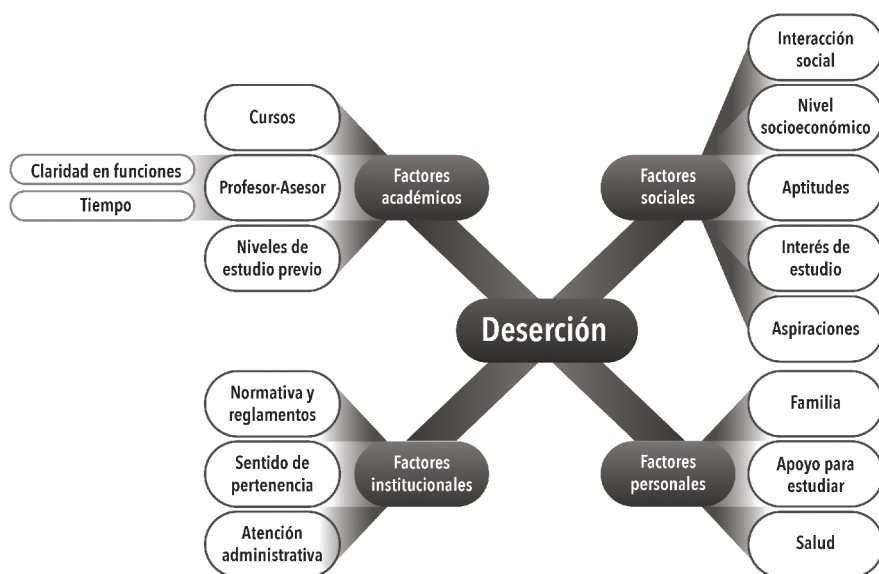 Cursos
Claridad en funciones
Profesor-Asesor
Tiempo
Niveles de
estudio previo
Factores
académicos
Interacción
social
Nivel
socioeconómico
Factores
sociales
Aptitudes
Interés de
estudio
Aspiraciones
Deserción
Normativa y
reglamentos
Sentido de
pertenencia
Atención
administrativa
Factores
institucionales
Factores
personales
Familia
Apoyo para
estudiar
Salud